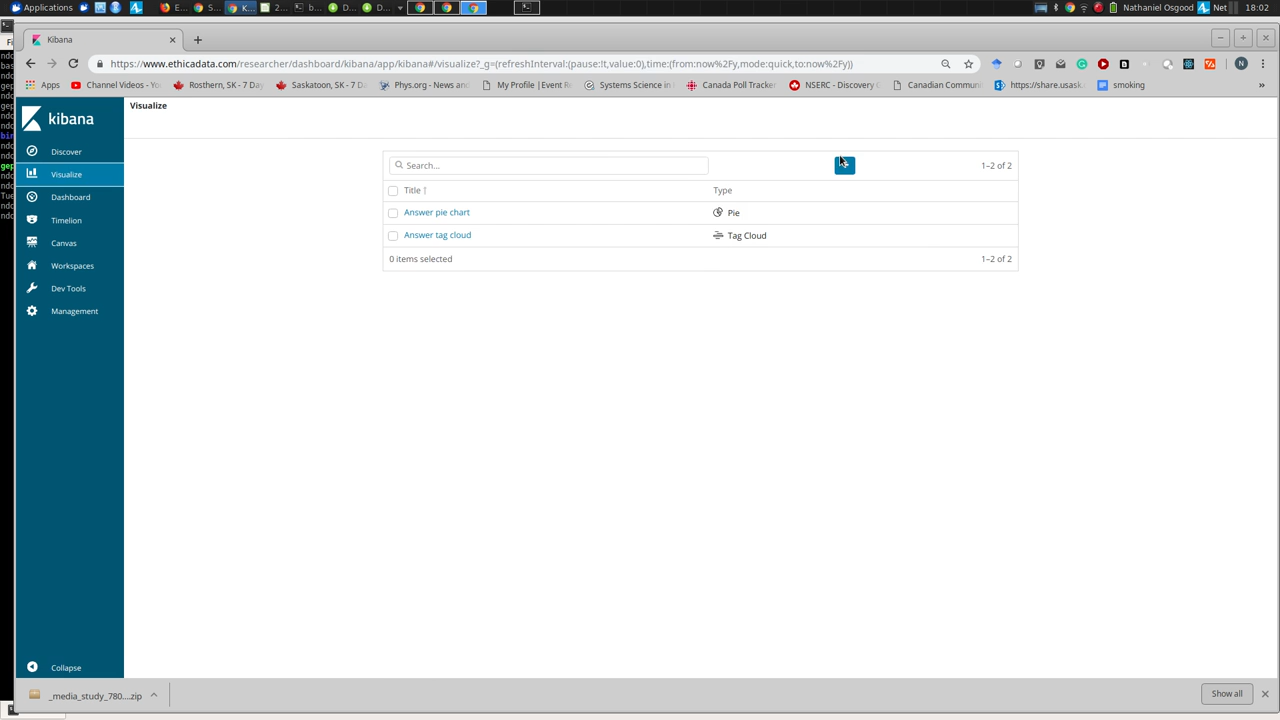 Applications
E...
S...
K...
2...
b...
D...
D...
Nathaniel Osgood
Net
18:02
Kibana
https://www.ethicadata.com/researcher/dashboard/kibana/app/kibana#/visualize?_g=(refreshInterval:(pause:!t,value:0),time:(from:now%2Fy,mode:quick,to:now%2Fy))
Apps
Channel Videos - Yo
Rosthern, SK - 7 Day
Saskatoon, SK - 7 Da
Phys.org - News and
My Profile | Event R
Systems Science in
Canada Poll Tracker
NSERC - Discovery
Canadian Commun
https://share.usask.
smoking
»
kibana
Visualize
Discover
Visualize
Dashboard
Timelion
Canvas
Workspaces
Dev Tools
Management
Collapse
Search...
1–2 of 2
Title
Type
Answer pie chart
Pie
Answer tag cloud
Tag Cloud
0 items selected
1–2 of 2
_media_study_780....zip
Show all